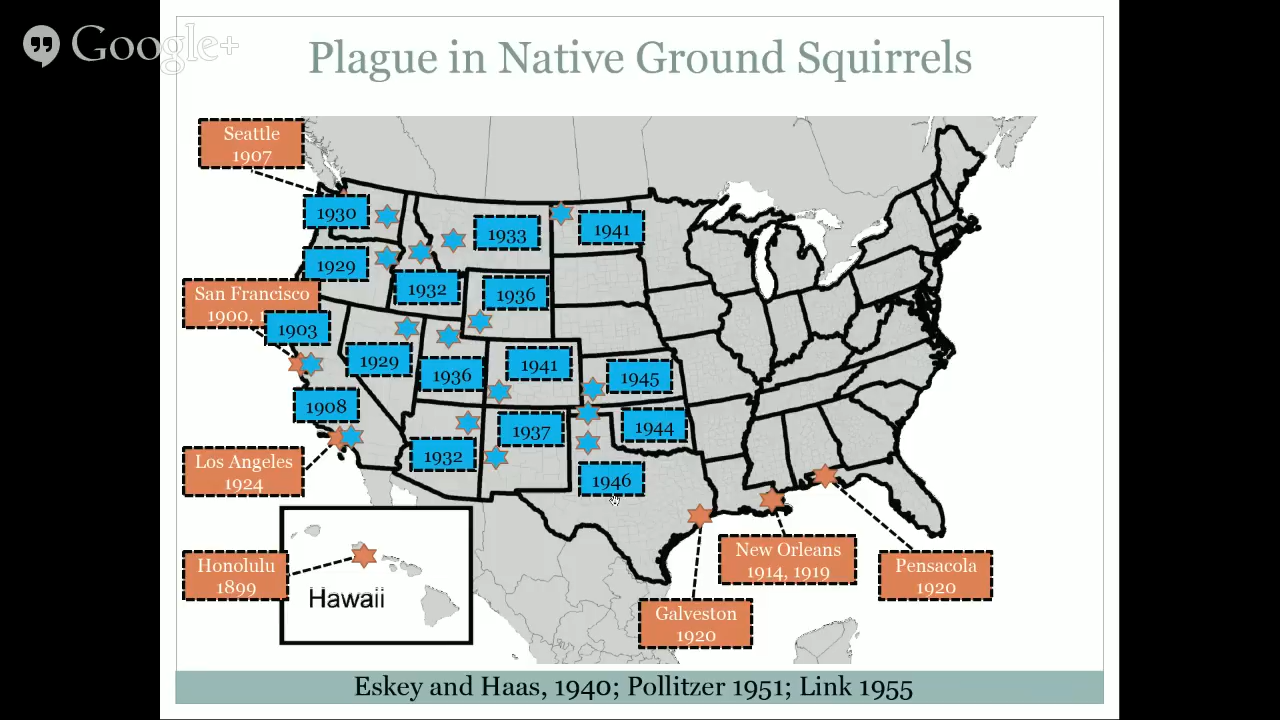 Google+
Plague in Native Ground Squirrels
Seattle
1907
1930
1933
1941
1929
1932
1936
San Francisco
1900,
1903
1929
1936
1941
1945
1908
1937
1944
1932
1946
Los Angeles
1924
Honolulu
1899
Hawaii
New Orleans
1914, 1919
Pensacola
1920
Galveston
1920
Eskey and Haas, 1940; Pollitzer 1951; Link 1955